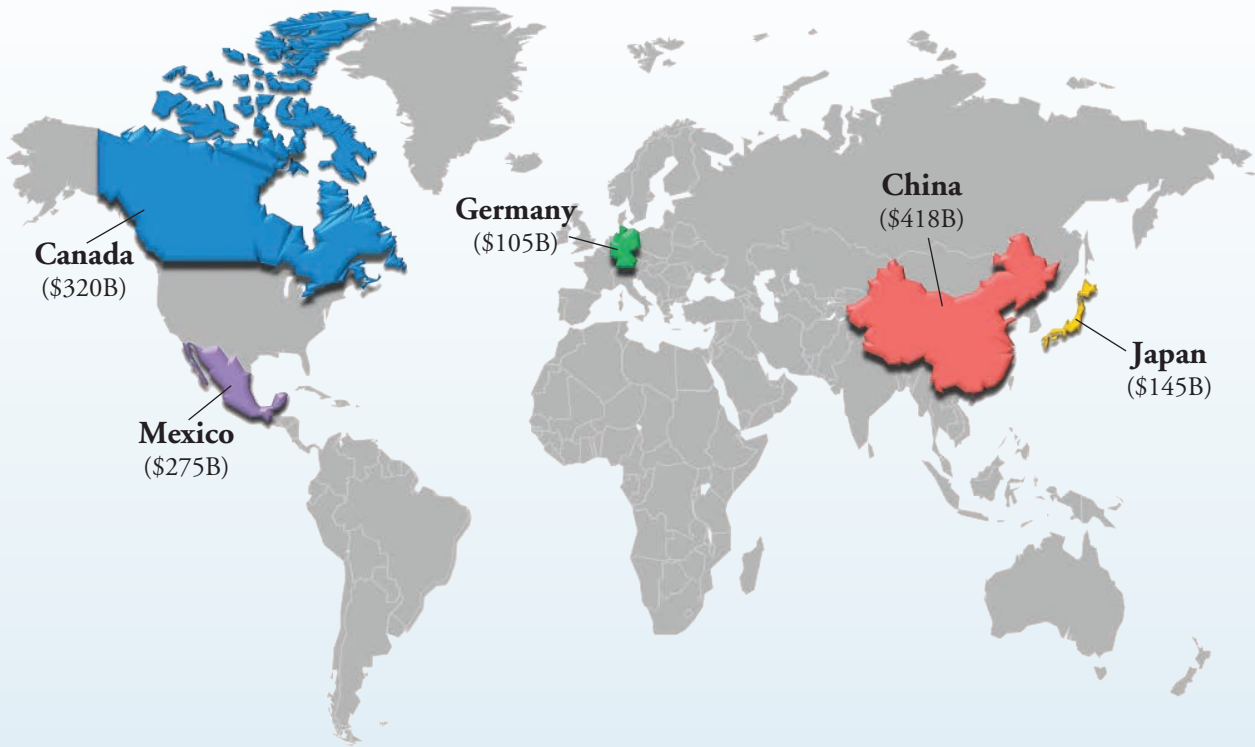 Canada
($320B)
Mexico
($275B)
Germany
($105B)
China
($418B)
Japan
($145B)